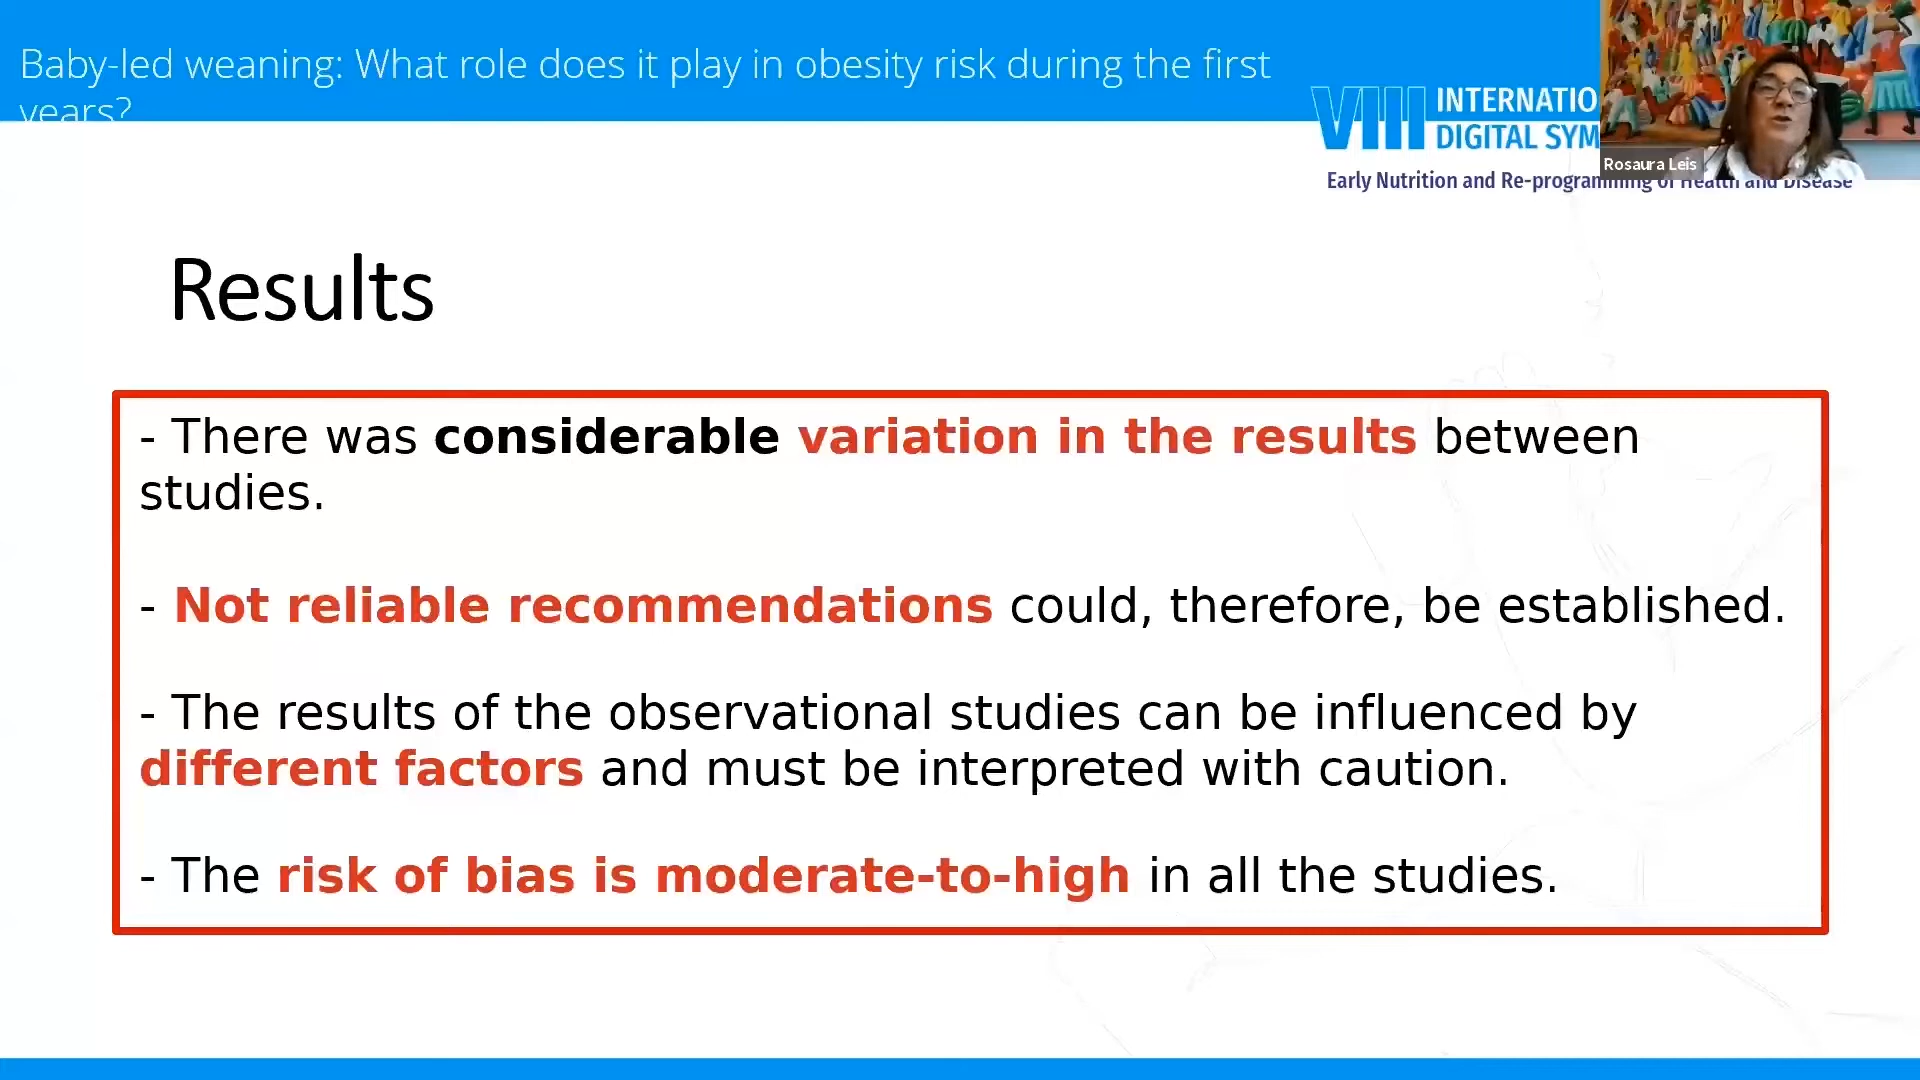 Baby-led weaning: What role does it play in obesity risk during the first
years?
VIII INTERNATIO
DIGITAL SYM
Early Nutrition and Re-programming of Health and Disease
Rosaura Leis
Results
- There was considerable variation in the results between
studies.
- Not reliable recommendations could, therefore, be established.
- The results of the observational studies can be influenced by
different factors and must be interpreted with caution.
- The risk of bias is moderate-to-high in all the studies.